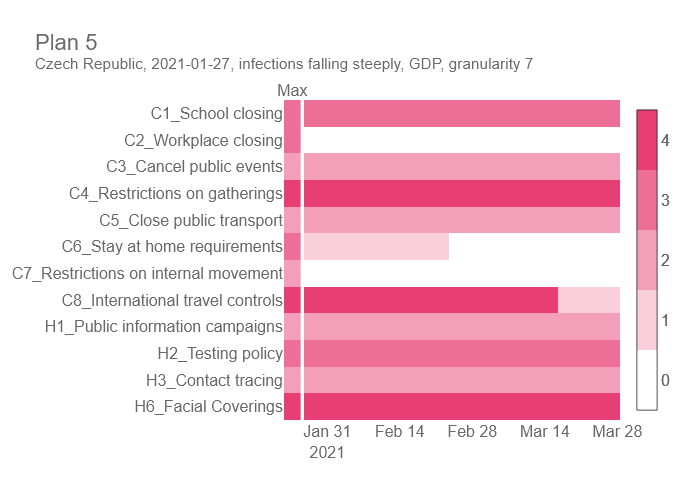 Plan 5
Czech Republic, 2021-01-27, infections falling steeply, GDP, granularity 7
Max
C1_School closing
C2_Workplace closing
C3_Cancel public events
C4_Restrictions on gatherings
C5_Close public transport
C6_Stay at home requirements
C7_Restrictions on internal movement
C8_International travel controls
H1_Public information campaigns
H2_Testing policy
H3_Contact tracing
H6_Facial Coverings
4
3
2
1
0
Jan 31 Feb 14 Feb 28 Mar 14 Mar 28
2021